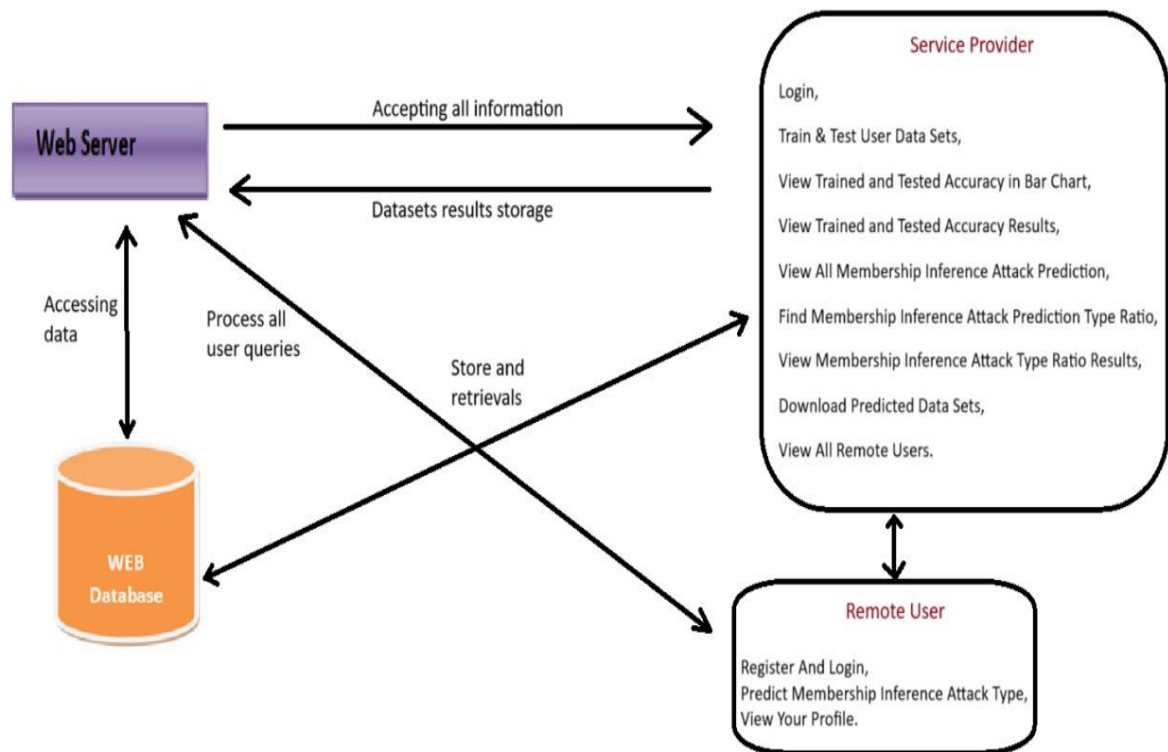 Service Provider
Login,
Train & Test User Data Sets,
View Trained and Tested Accuracy in Bar Chart,
View Trained and Tested Accuracy Results,
View All Membership Inference Attack Prediction,
Find Membership Inference Attack Prediction Type Ratio,
View Membership Inference Attack Type Ratio Results,
Download Predicted Data Sets,
View All Remote Users.
Accepting all information
Web Server
Datasets results storage
Accessing
data
Process all
user queries
Store and
retrievals
WEB
Database
Remote User
Register And Login,
Predict Membership Inference Attack Type,
View Your Profile.